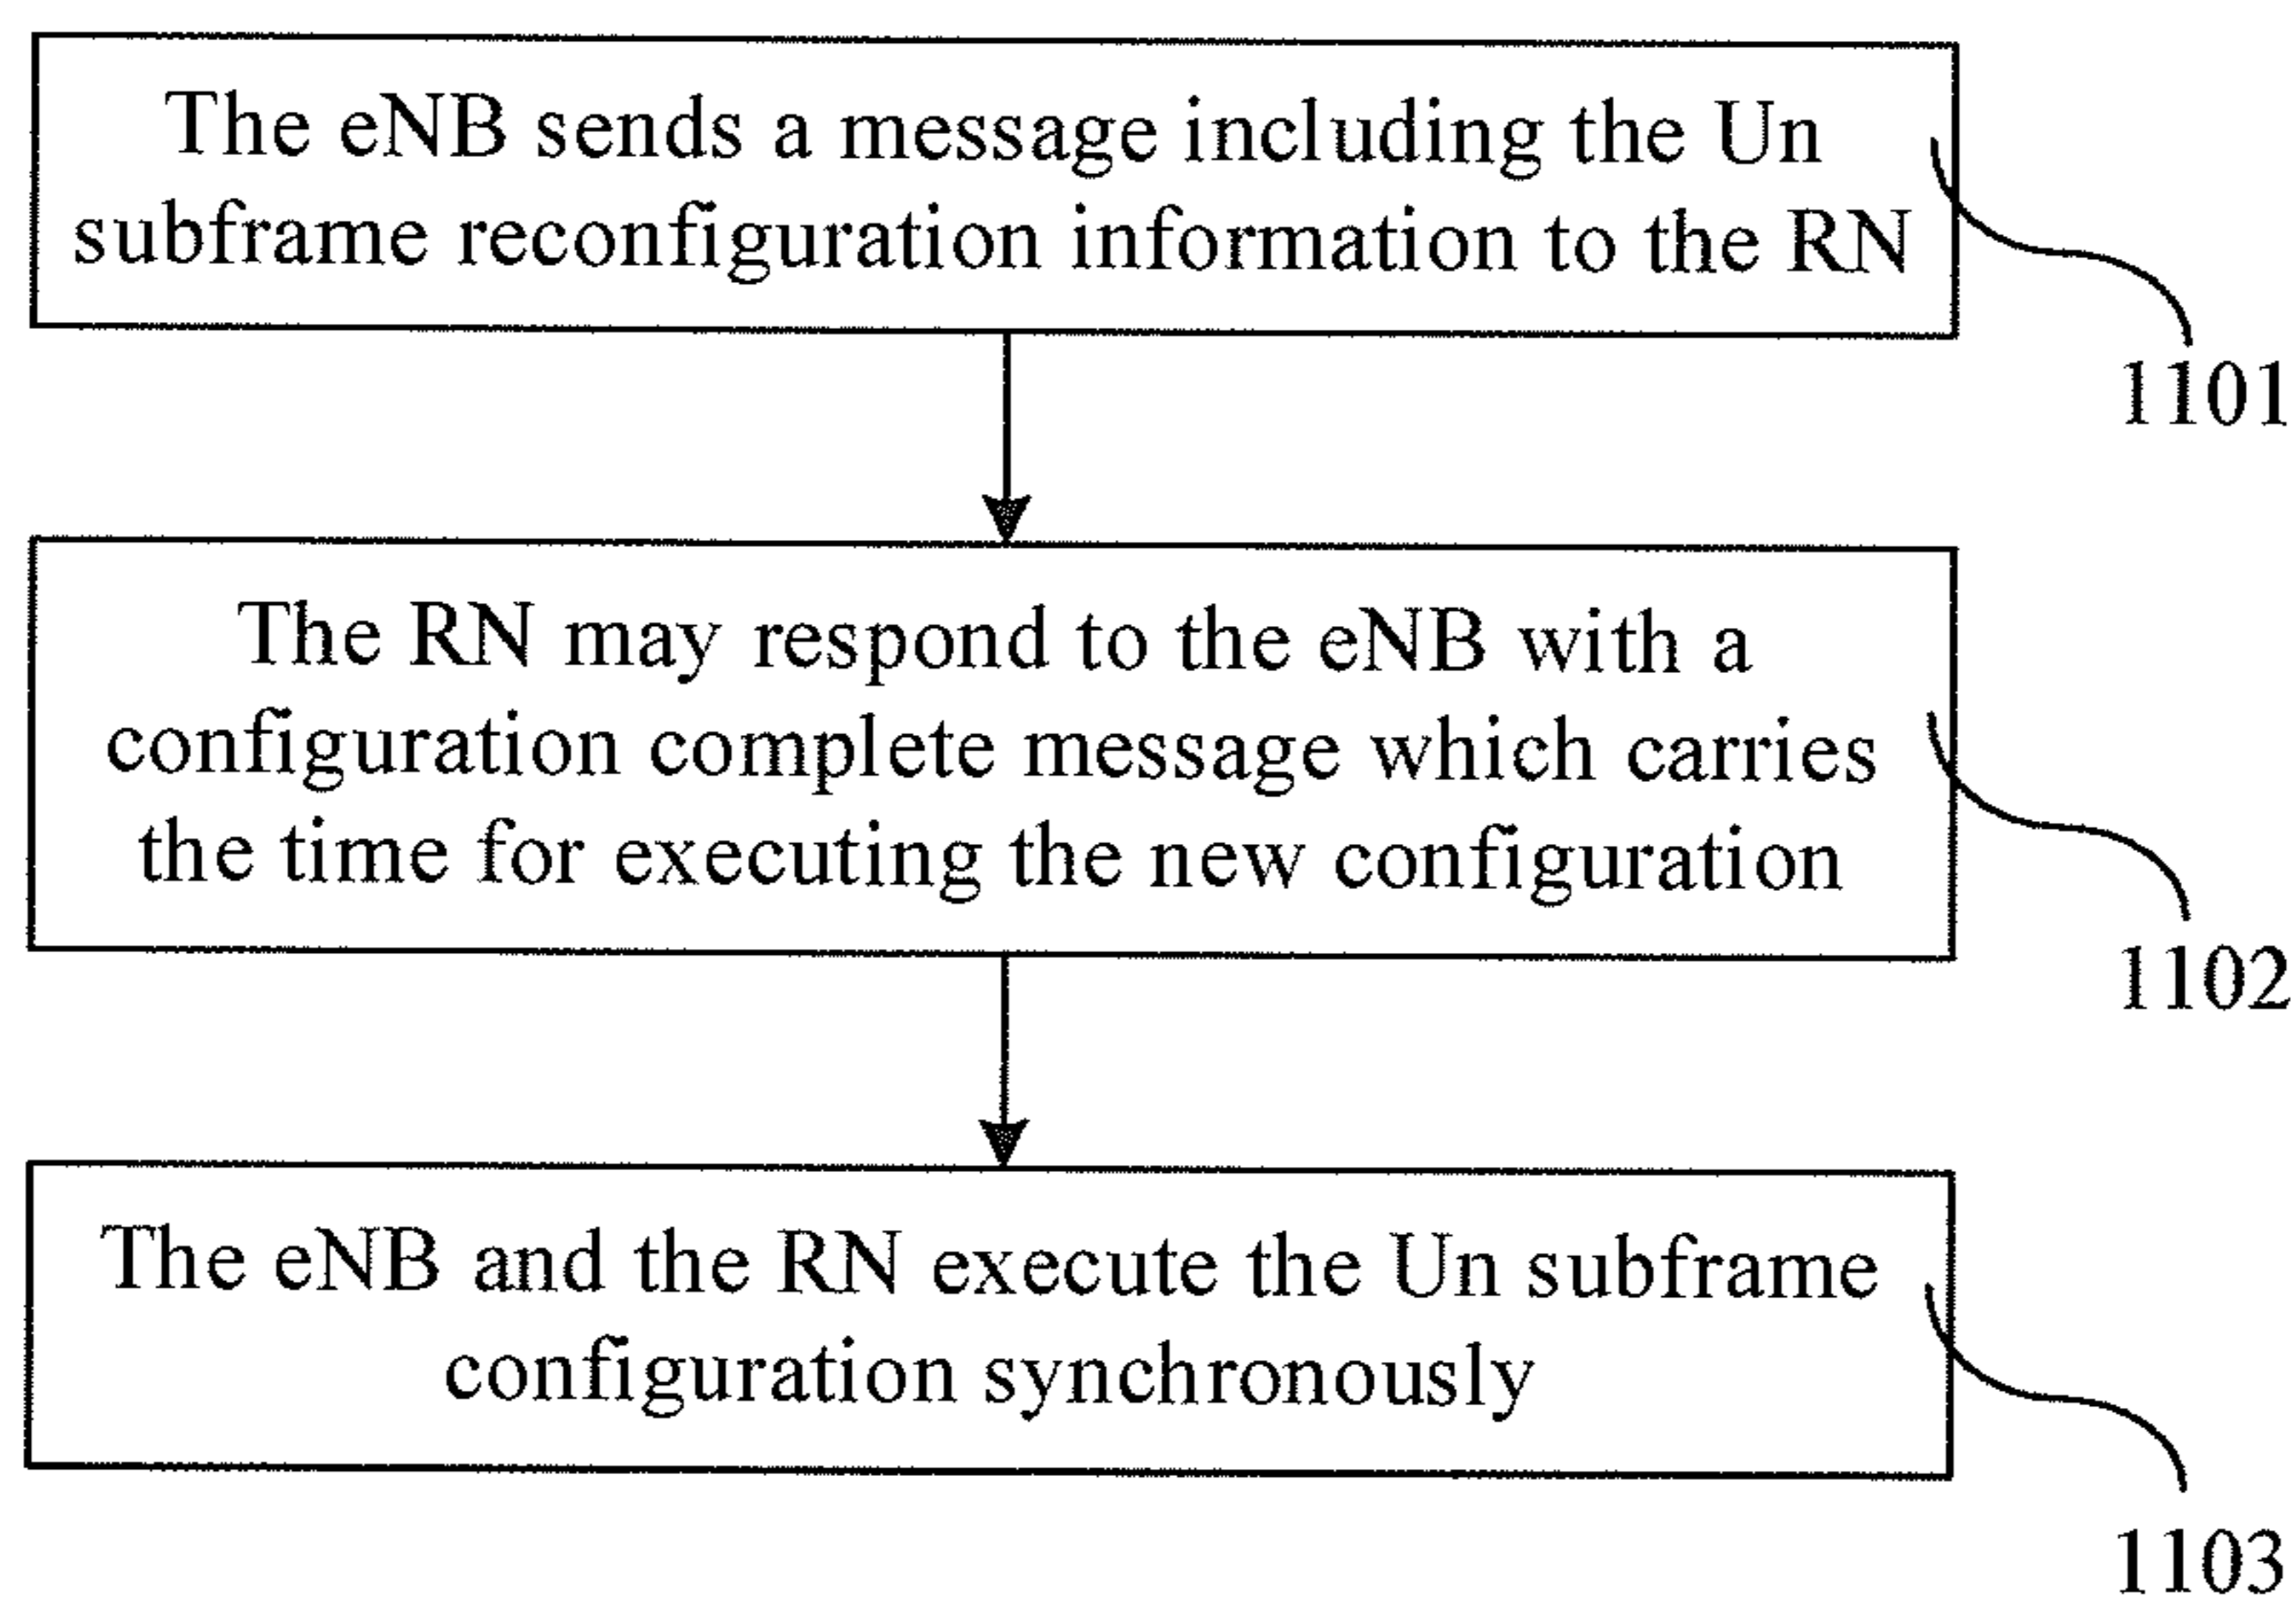 The eNB sends a message including the Un
subframe reconfiguration information to the RN
1101
The RN may respond to the eNB with a
configuration complete message which carries
the time for executing the new configuration
1102
The eNB and the RN execute the Un subframe
configuration synchronously
1103